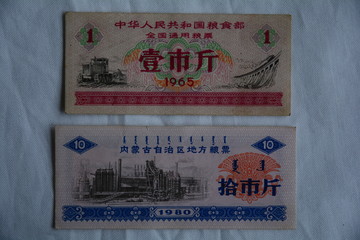 中华人民共和国粮食部
全国通用粮票
1 1
壹市斤
1965
10 10
内蒙古自治区地方粮票
拾市斤
1980